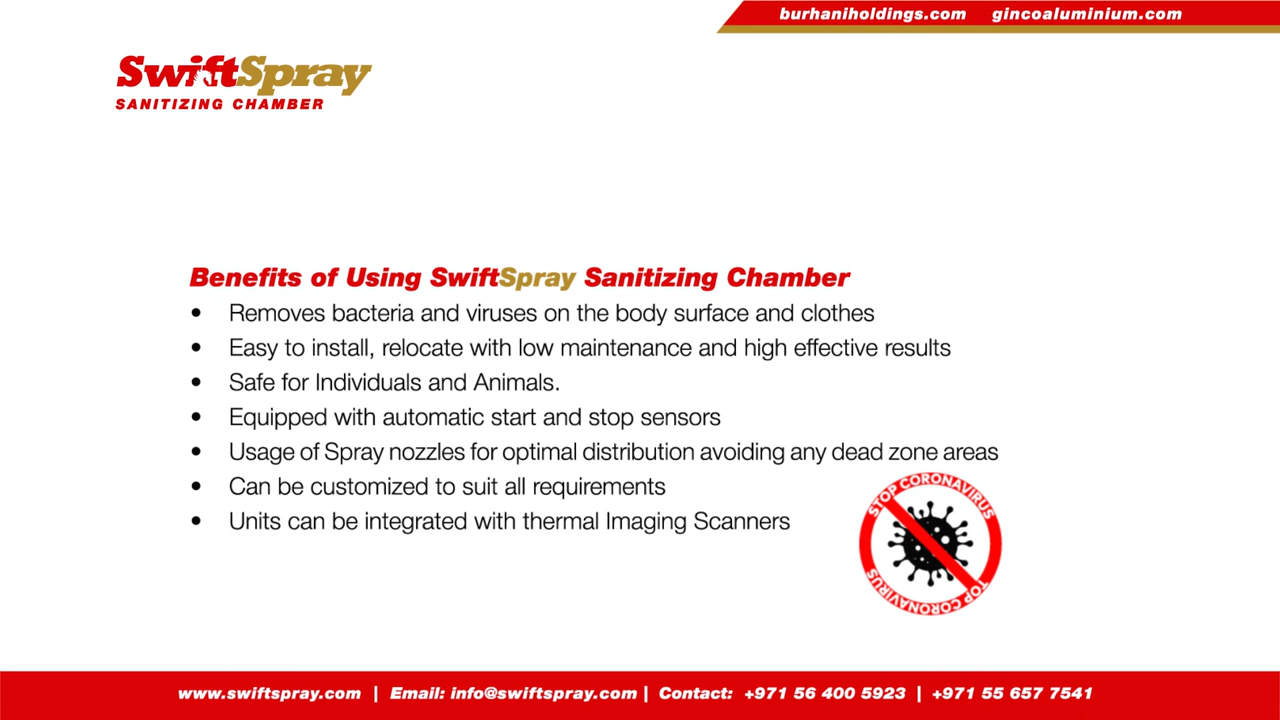 burhaniholdings.com gincoaluminium.com
SwiftSpray
SANITIZING CHAMBER
Benefits of Using SwiftSpray Sanitizing Chamber
• Removes bacteria and viruses on the body surface and clothes
• Easy to install, relocate with low maintenance and high effective results
• Safe for Individuals and Animals.
• Equipped with automatic start and stop sensors
• Usage of Spray nozzles for optimal distribution avoiding any dead zone areas
• Can be customized to suit all requirements
• Units can be integrated with thermal Imaging Scanners
STOP CORONAVIRUS
TOP CORONAVIRUS
www.swiftspray.com | Email: info@swiftspray.com | Contact: +971 56 400 5923 | +971 55 657 7541